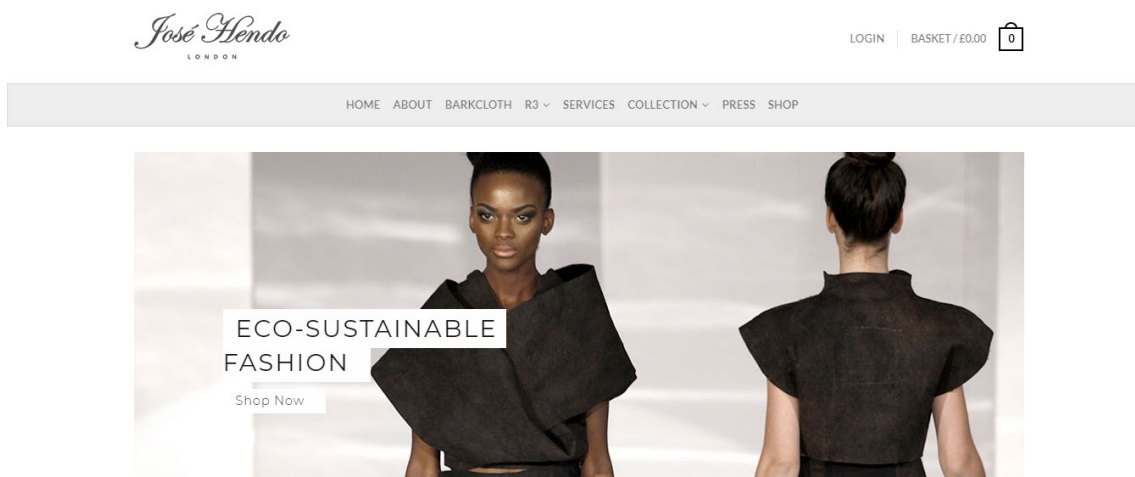 José Hendo
LONDON
LOGIN BASKET / £0.00 0
HOME ABOUT BARKCLOTH R3 SERVICES COLLECTION PRESS SHOP
ECO-SUSTAINABLE
FASHION
Shop Now